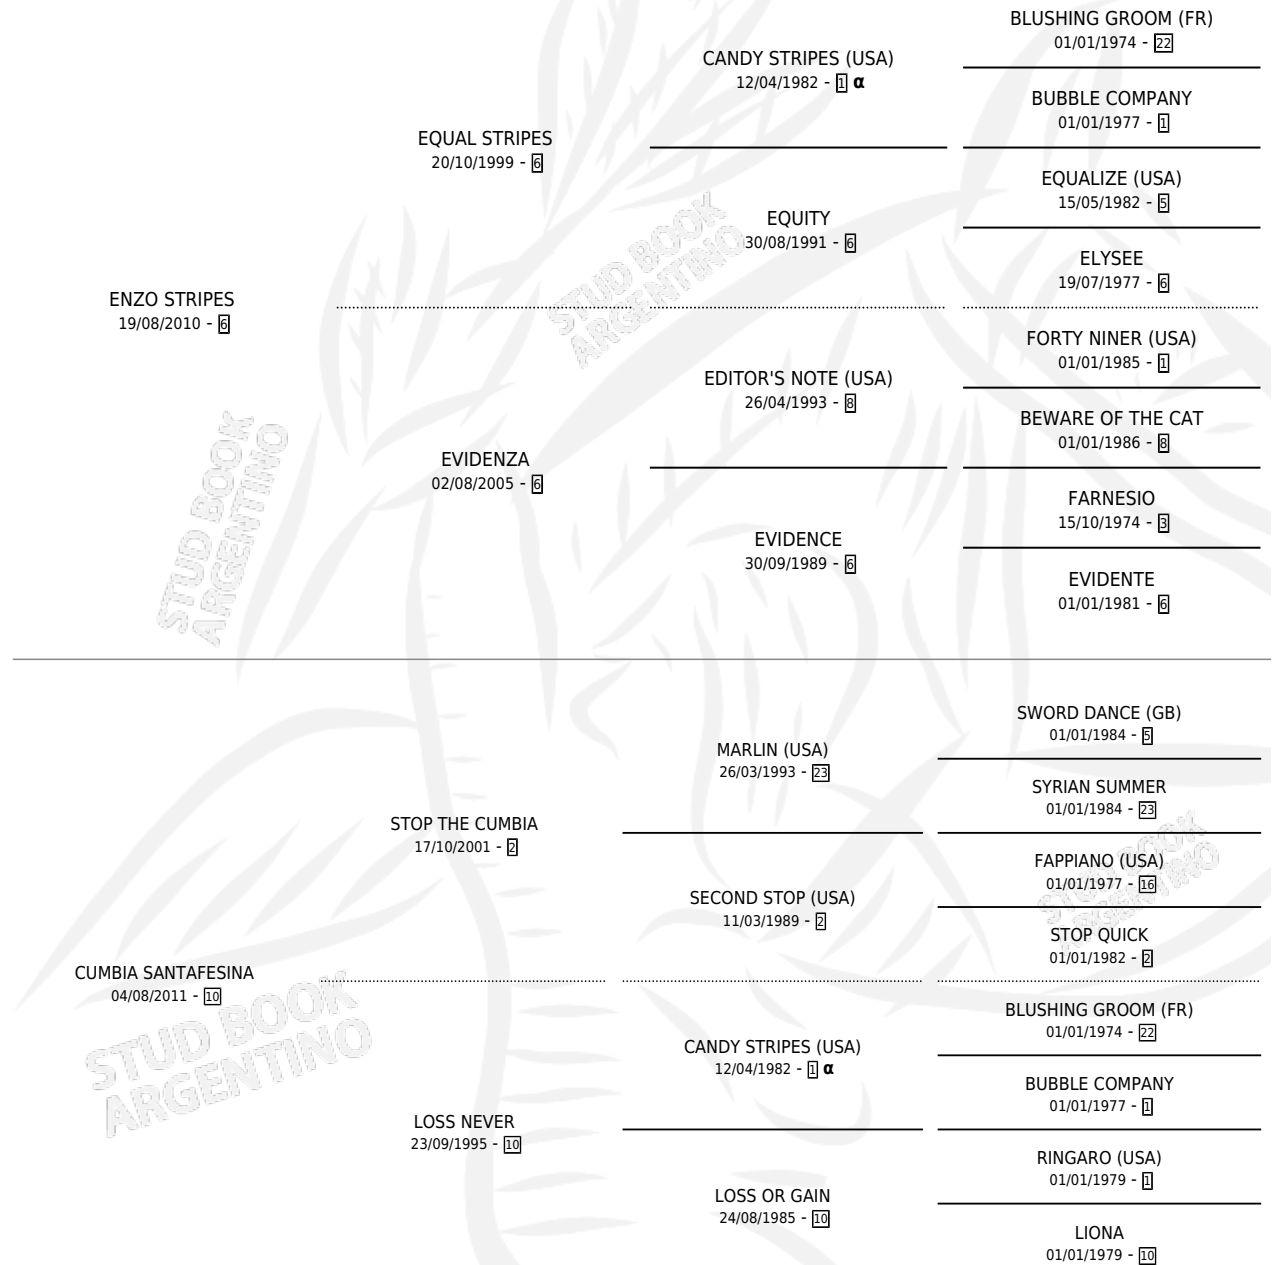 BLUSHING GROOM (FR)
01/01/1974 - 22
CANDY STRIPES (USA)
12/04/1982 - 1 α
BUBBLE COMPANY
01/01/1977 - 1
EQUAL STRIPES
20/10/1999 - 6
EQUALIZE (USA)
15/05/1982 - 5
EQUITY
30/08/1991 - 6
ELYSEE
19/07/1977 - 6
ENZO STRIPES
19/08/2010 - 6
FORTY NINER (USA)
01/01/1985 - 1
EDITOR'S NOTE (USA)
26/04/1993 - 8
BEWARE OF THE CAT
01/01/1986 - 8
EVIDENZA
02/08/2005 - 6
FARNESIO
15/10/1974 - 3
EVIDENCE
30/09/1989 - 6
EVIDENTE
01/01/1981 - 6
STUD BOOK
ARGENTINO
STUD BOOK
ARGENTINO
SWORD DANCE (GB)
01/01/1984 - 5
MARLIN (USA)
26/03/1993 - 23
SYRIAN SUMMER
01/01/1984 - 23
STOP THE CUMBIA
17/10/2001 - 2
FAPPIANO (USA)
01/01/1977 - 16
SECOND STOP (USA)
11/03/1989 - 2
STOP QUICK
01/01/1982 - 2
CUMBIA SANTAFESINA
04/08/2011 - 10
BLUSHING GROOM (FR)
01/01/1974 - 22
CANDY STRIPES (USA)
12/04/1982 - 1 α
BUBBLE COMPANY
01/01/1977 - 1
LOSS NEVER
23/09/1995 - 10
RINGARO (USA)
01/01/1979 - 1
LOSS OR GAIN
24/08/1985 - 10
LIONA
01/01/1979 - 10
STUD BOOK
ARGENTINO
STUD BOOK
ARGENTINO